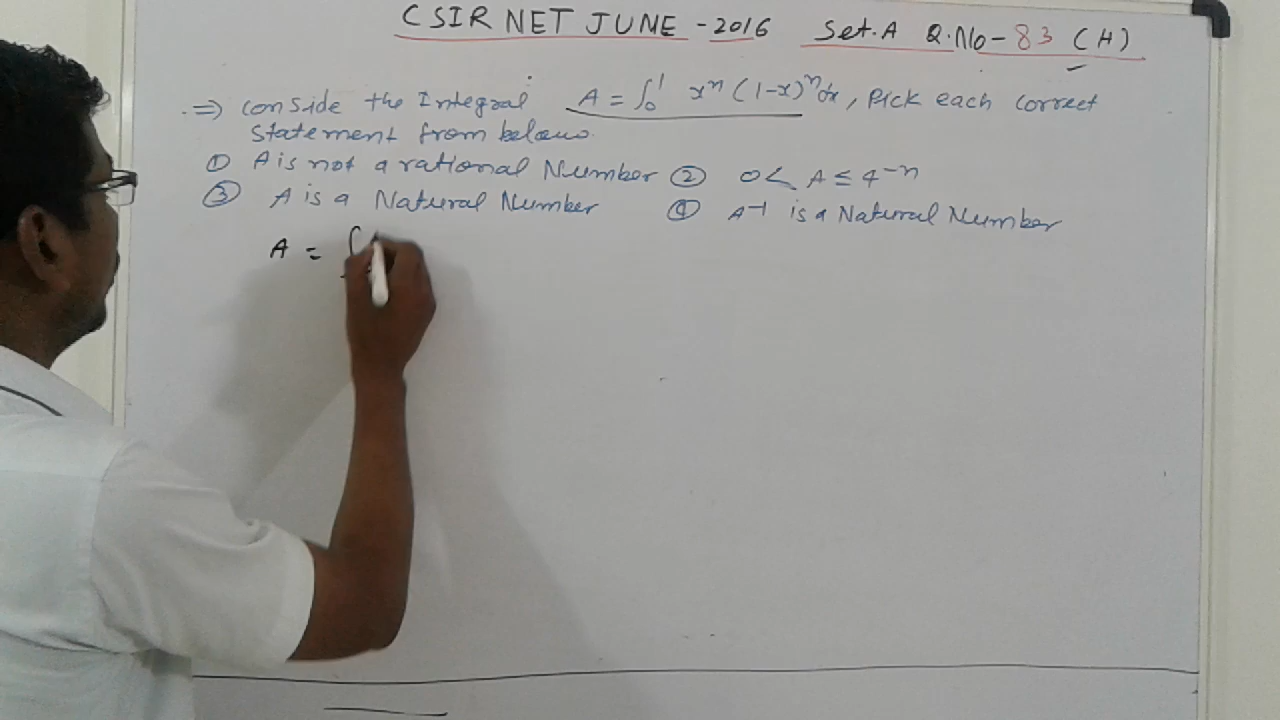 CSIR NET JUNE - 2016 Set.A Q.No - 83 (H)
⇒ Conside the Integral A = ∫₀¹ xⁿ (1-x)ⁿ dx, Pick each correct
Statement from below.
① A is not a rational Number ② 0 < A ≤ 4⁻ⁿ
③ A is a Natural Number ④ A⁻¹ is a Natural Number
A = ∫